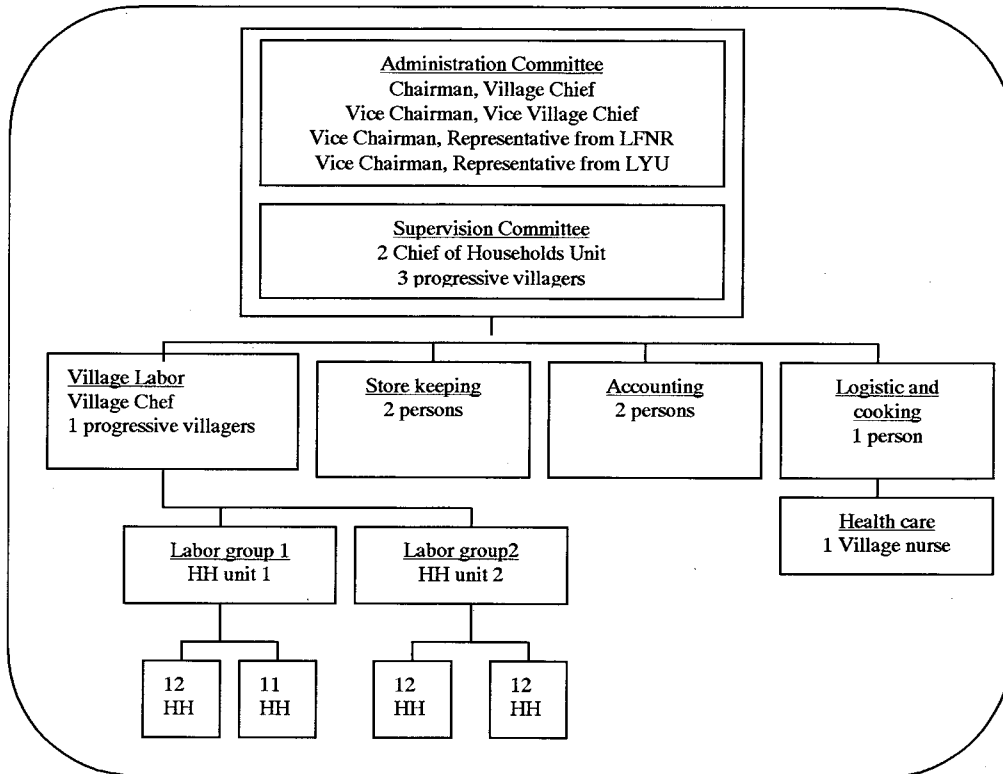 Administration Committee
Chairman, Village Chief
Vice Chairman, Vice Village Chief
Vice Chairman, Representative from LFNR
Vice Chairman, Representative from LYU
Supervision Committee
2 Chief of Households Unit
3 progressive villagers
Village Labor
Village Chef
1 progressive villagers
Store keeping
2 persons
Accounting
2 persons
Logistic and
cooking
1 person
Health care
1 Village nurse
Labor group 1
HH unit 1
Labor group2
HH unit 2
12
HH
11
HH
12
HH
12
HH